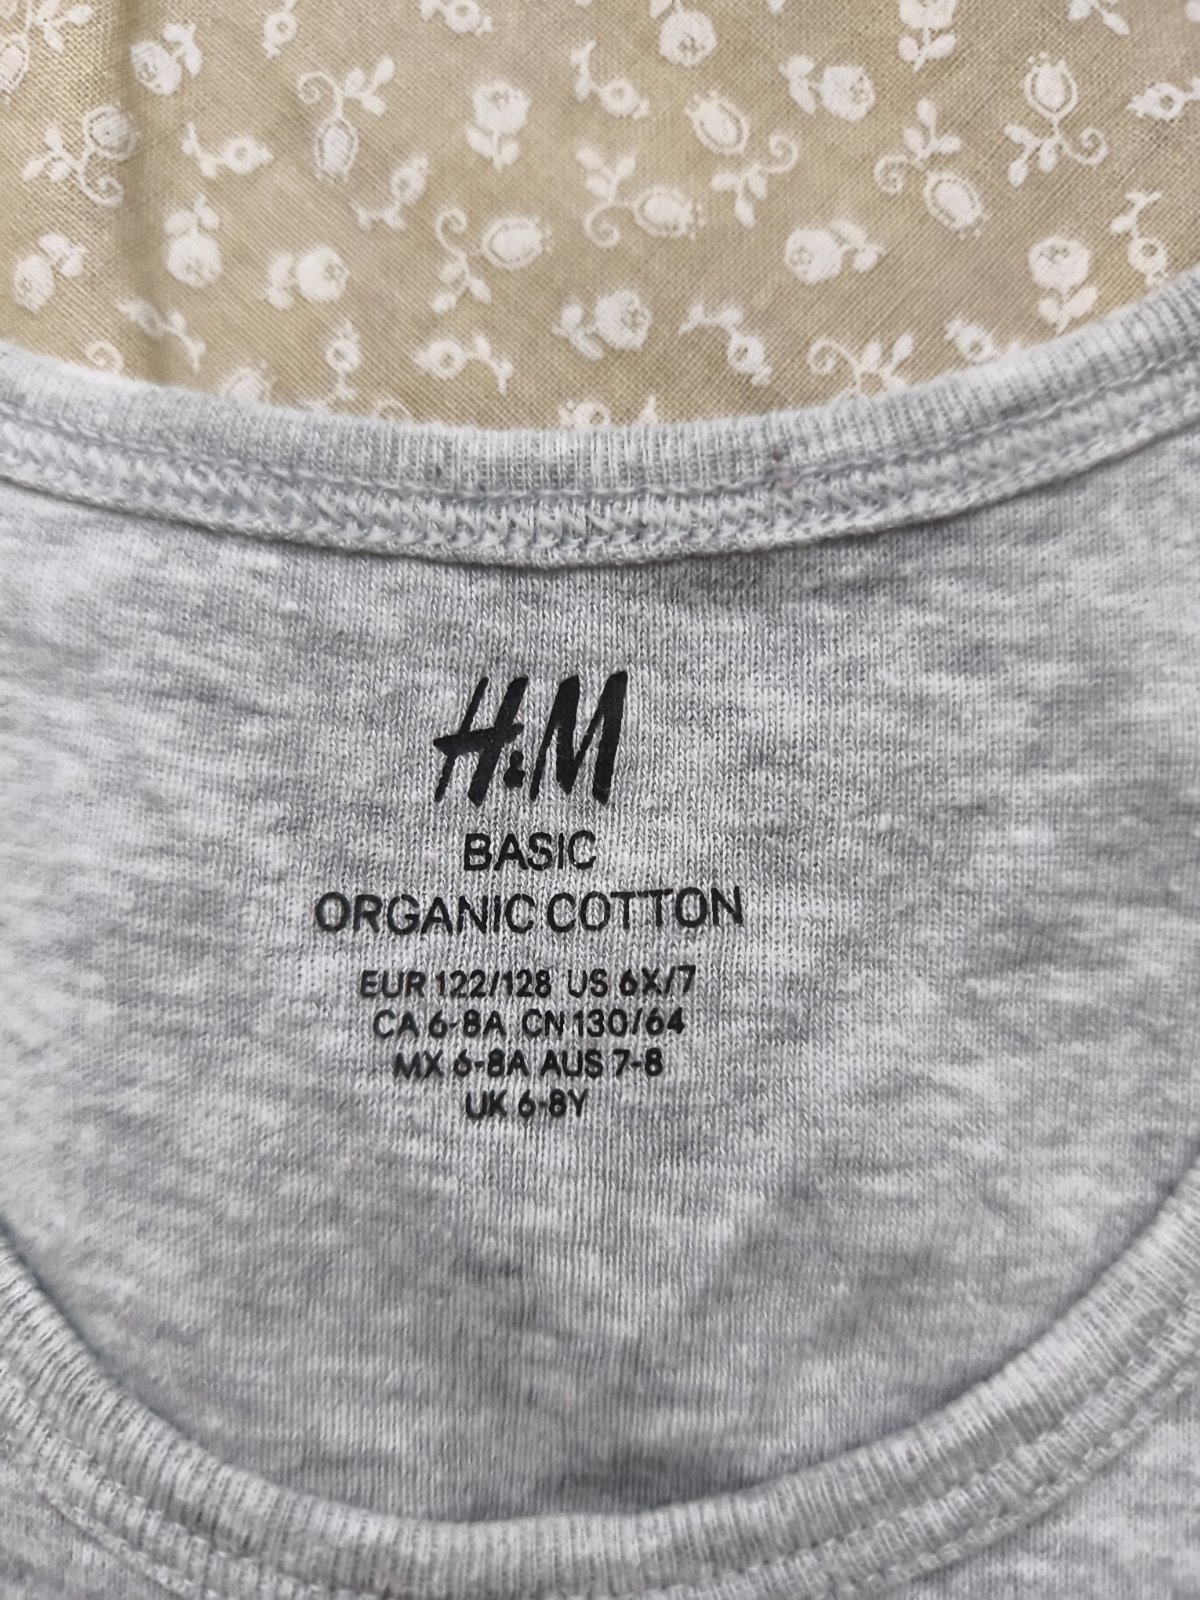 H&M
BASIC
ORGANIC COTTON
EUR 122/128 US 6X/7
CA 6-8A CN 130/64
MX 6-8A AUS 7-8
UK 6-8Y